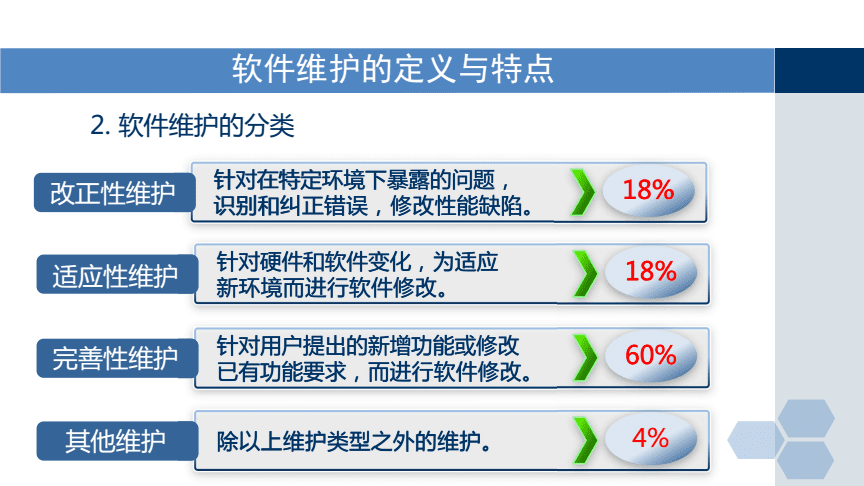 软件维护的定义与特点
2. 软件维护的分类
改正性维护
针对在特定环境下暴露的问题，
识别和纠正错误，修改性能缺陷。
18%
适应性维护
针对硬件和软件变化，为适应
新环境而进行软件修改。
18%
完善性维护
针对用户提出的新增功能或修改
已有功能要求，而进行软件修改。
60%
其他维护
除以上维护类型之外的维护。
4%